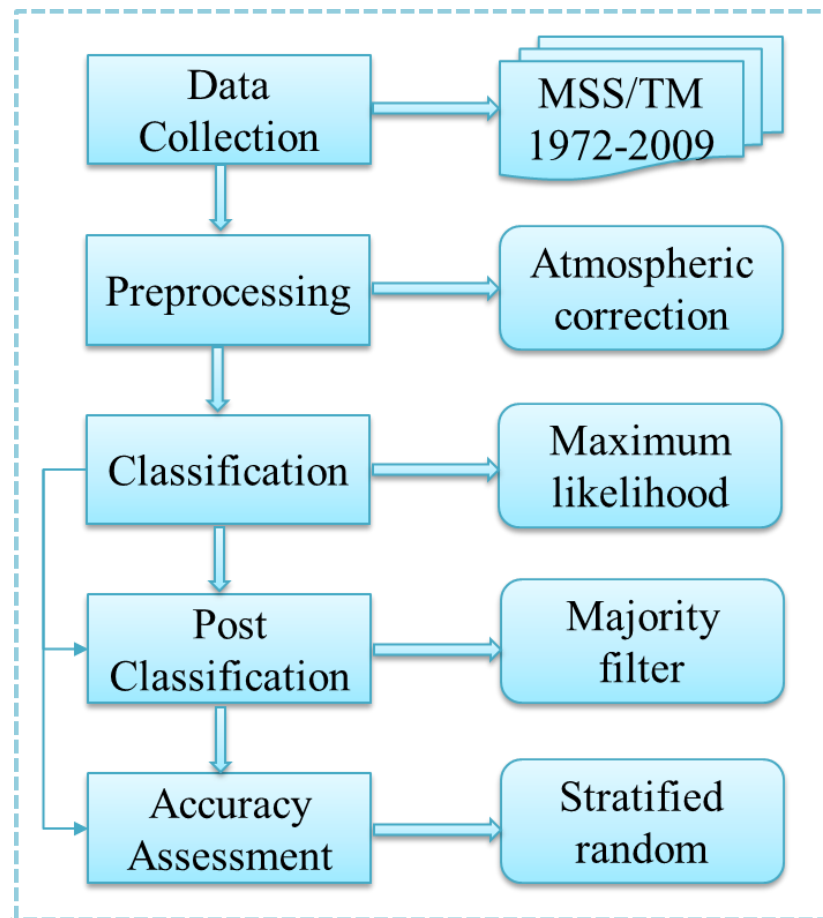 Data
Collection
MSS/TM
1972-2009
Preprocessing
Atmospheric
correction
Classification
Maximum
likelihood
Post
Classification
Majority
filter
Accuracy
Assessment
Stratified
random